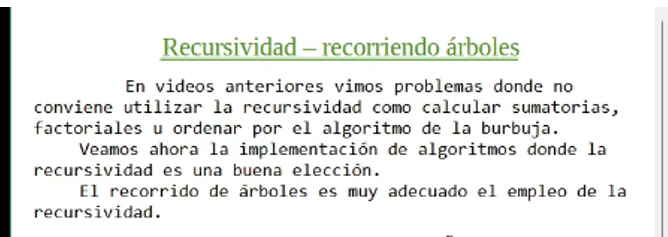 Recursividad – recorriendo árboles
En videos anteriores vimos problemas donde no
conviene utilizar la recursividad como calcular sumatorias,
factoriales u ordenar por el algoritmo de la burbuja.
Veamos ahora la implementación de algoritmos donde la
recursividad es una buena elección.
El recorrido de árboles es muy adecuado el empleo de la
recursividad.